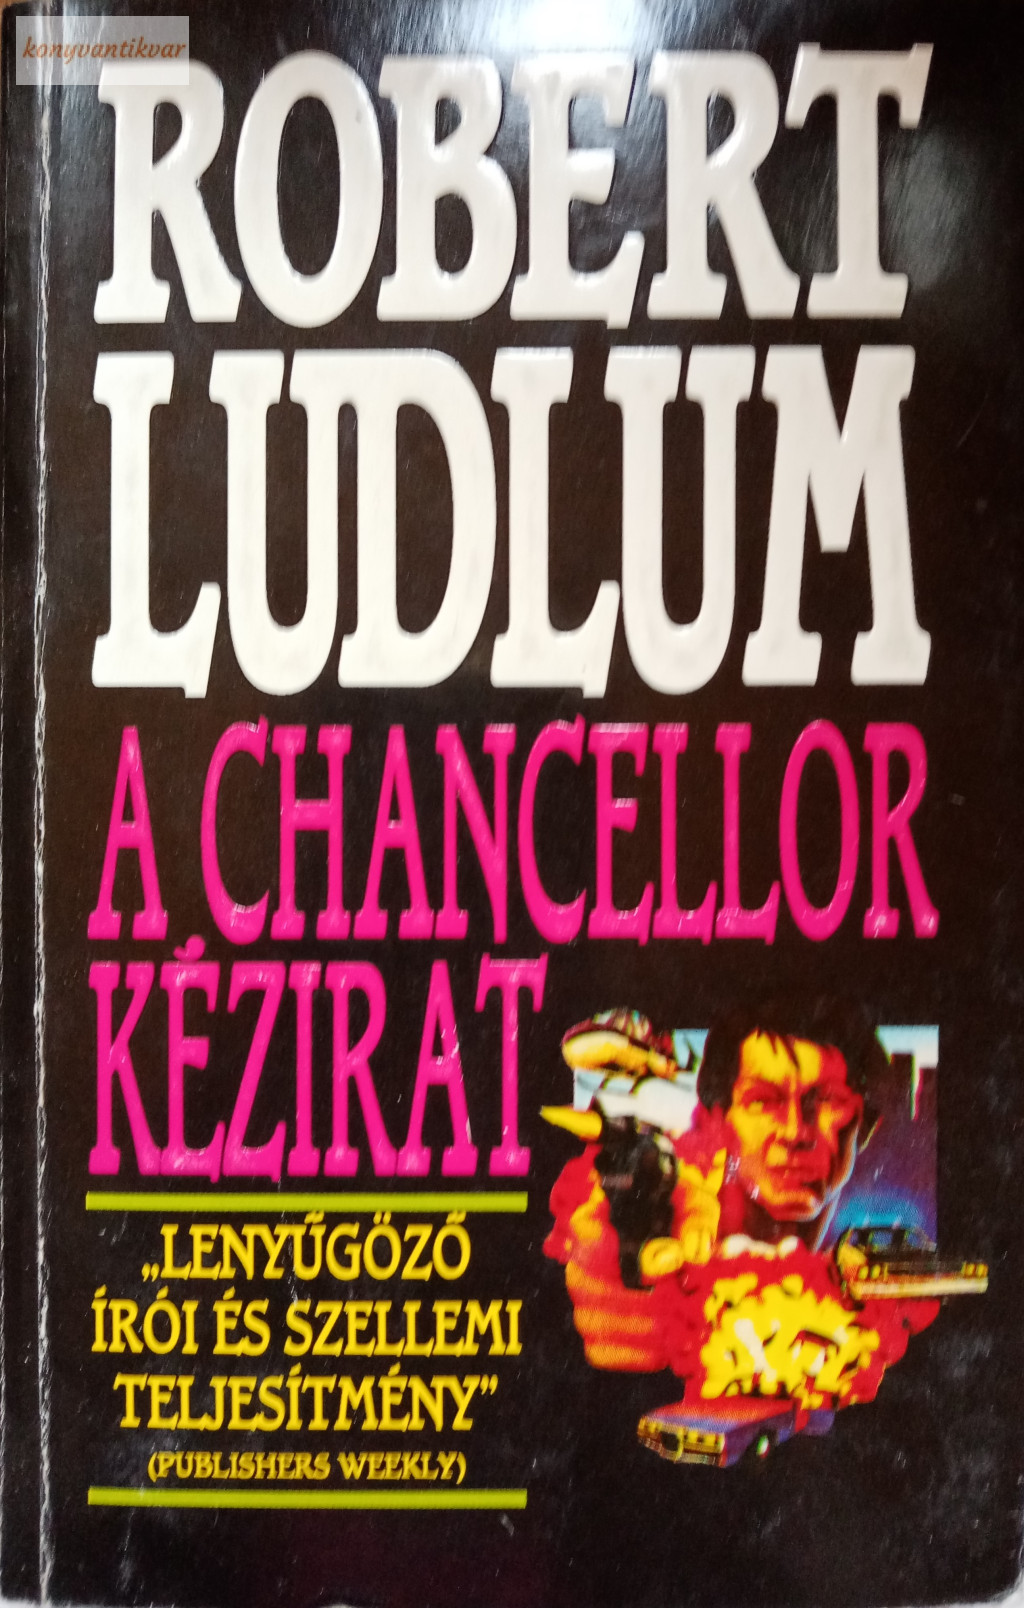 konyvantikvar
ROBERT
LUDLUM
A CHANCELLOR
KÉZIRAT
„LENYŰGÖZŐ
ÍRÓI ÉS SZELLEMI
TELJESÍTMÉNY”
(PUBLISHERS WEEKLY)